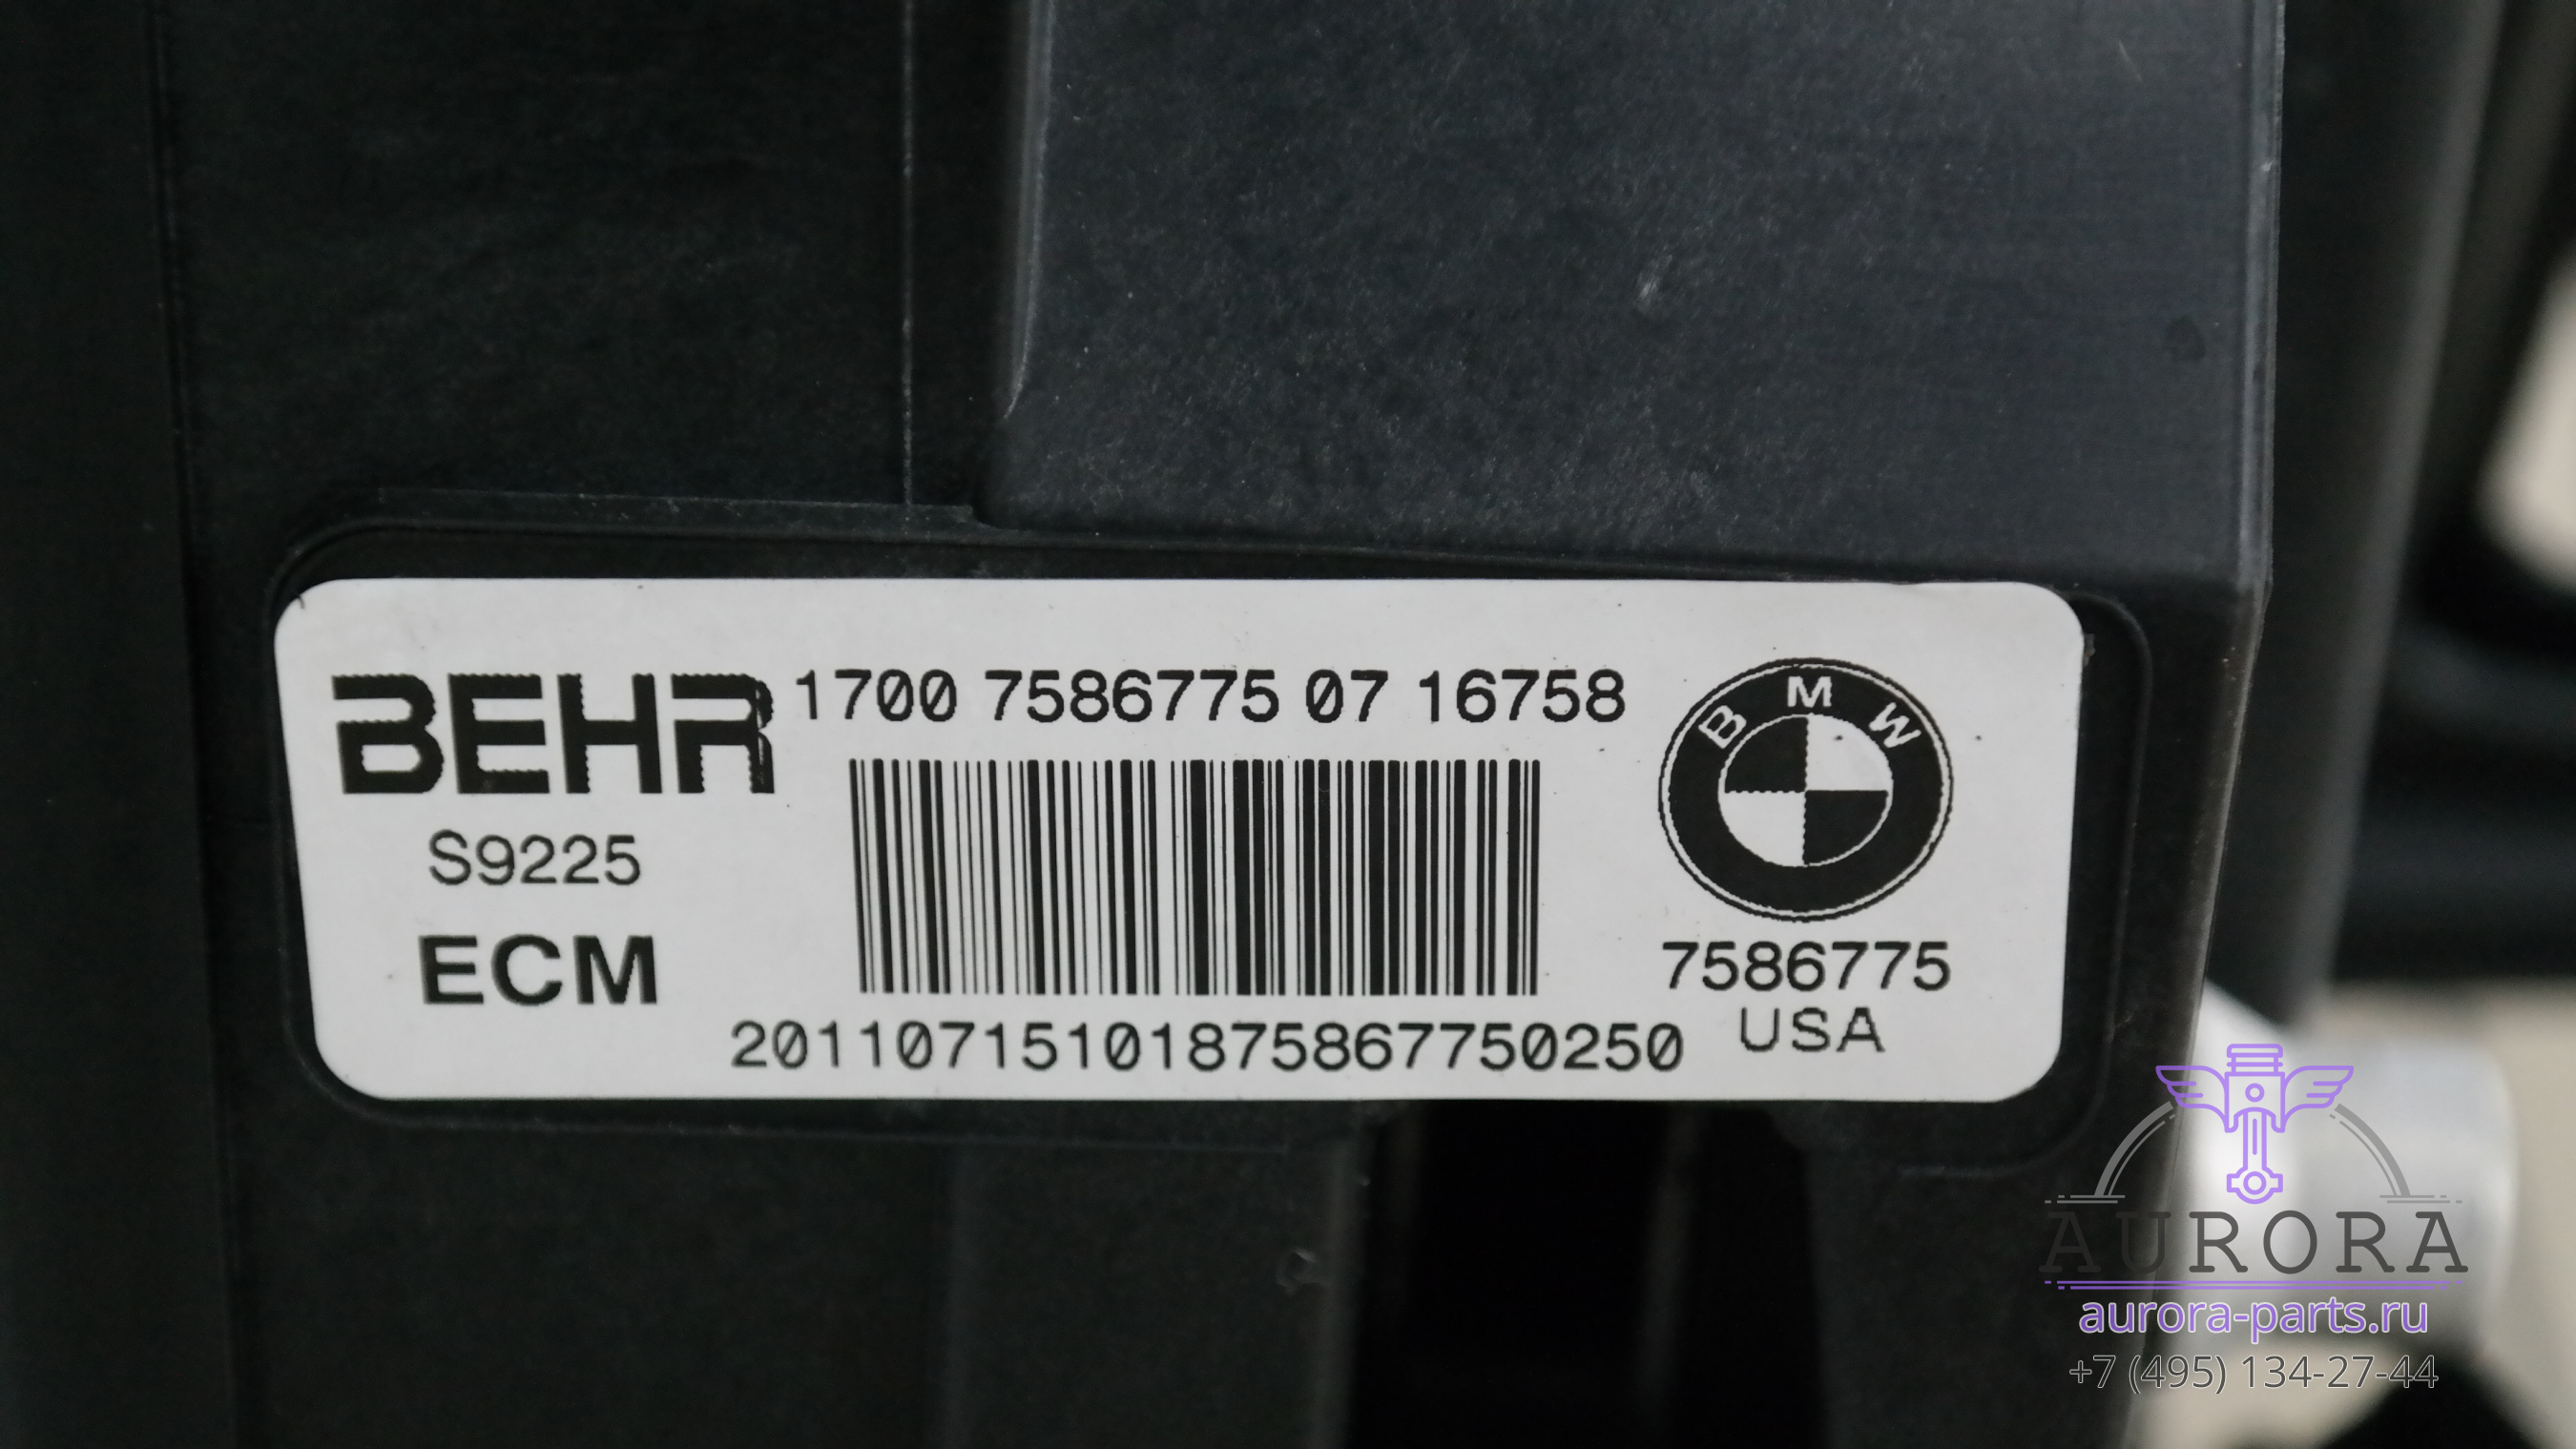 BEHR 1700 7586775 07 16758
BMW
S9225
ECM
7586775
USA
20110715101875867750250
AURORA
aurora-parts.ru
+7 (495) 134-27-44